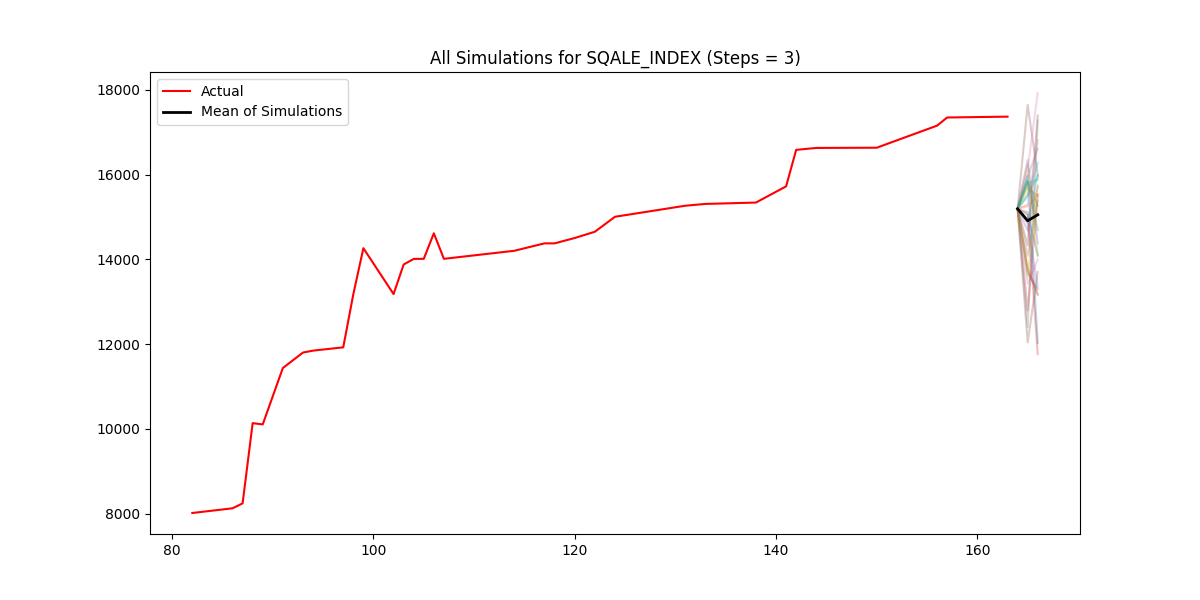 All Simulations for SQALE_INDEX (Steps = 3)
Actual
Mean of Simulations
18000
16000
14000
12000
10000
8000
80 100 120 140 160